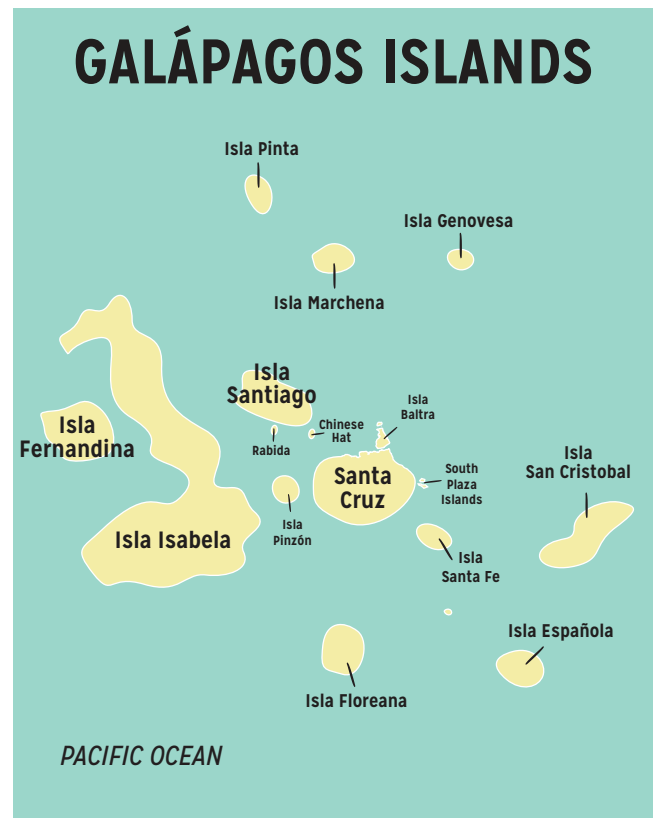 GALÁPAGOS ISLANDS
Isla Pinta
Isla Genovesa
Isla Marchena
Isla
Santiago
Isla
Baltra
Chinese
Hat
Rabida
Isla
Fernandina
Isla
San Cristobal
Santa
Cruz
South
Plaza
Islands
Isla
Pinzón
Isla Isabela
Isla
Santa Fe
Isla Española
Isla Floreana
PACIFIC OCEAN